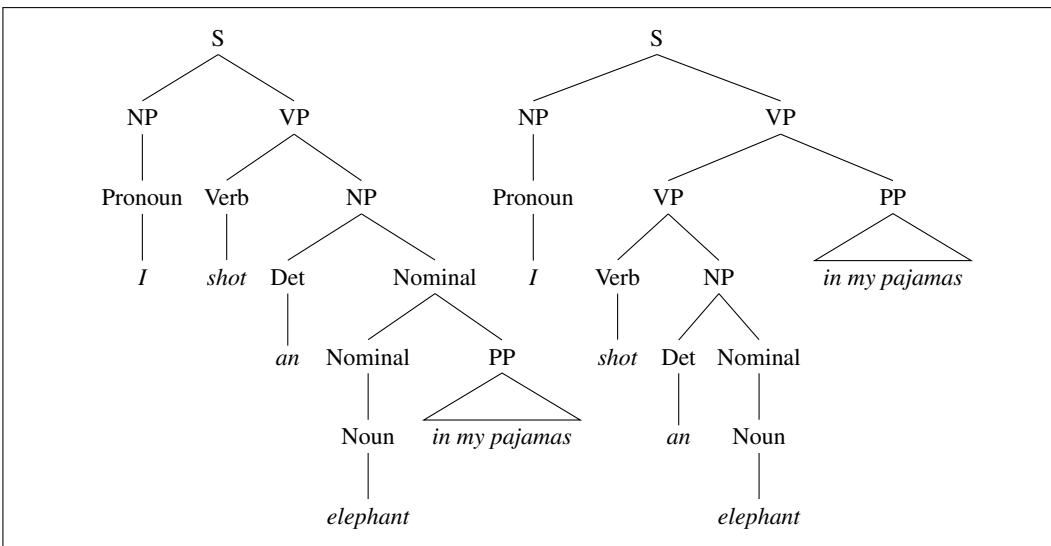 S S
NP VP NP VP
Pronoun Verb NP Pronoun VP PP
I shot Det Nominal I Verb NP in my pajamas
an Nominal PP shot Det Nominal
Noun in my pajamas an Noun
elephant elephant